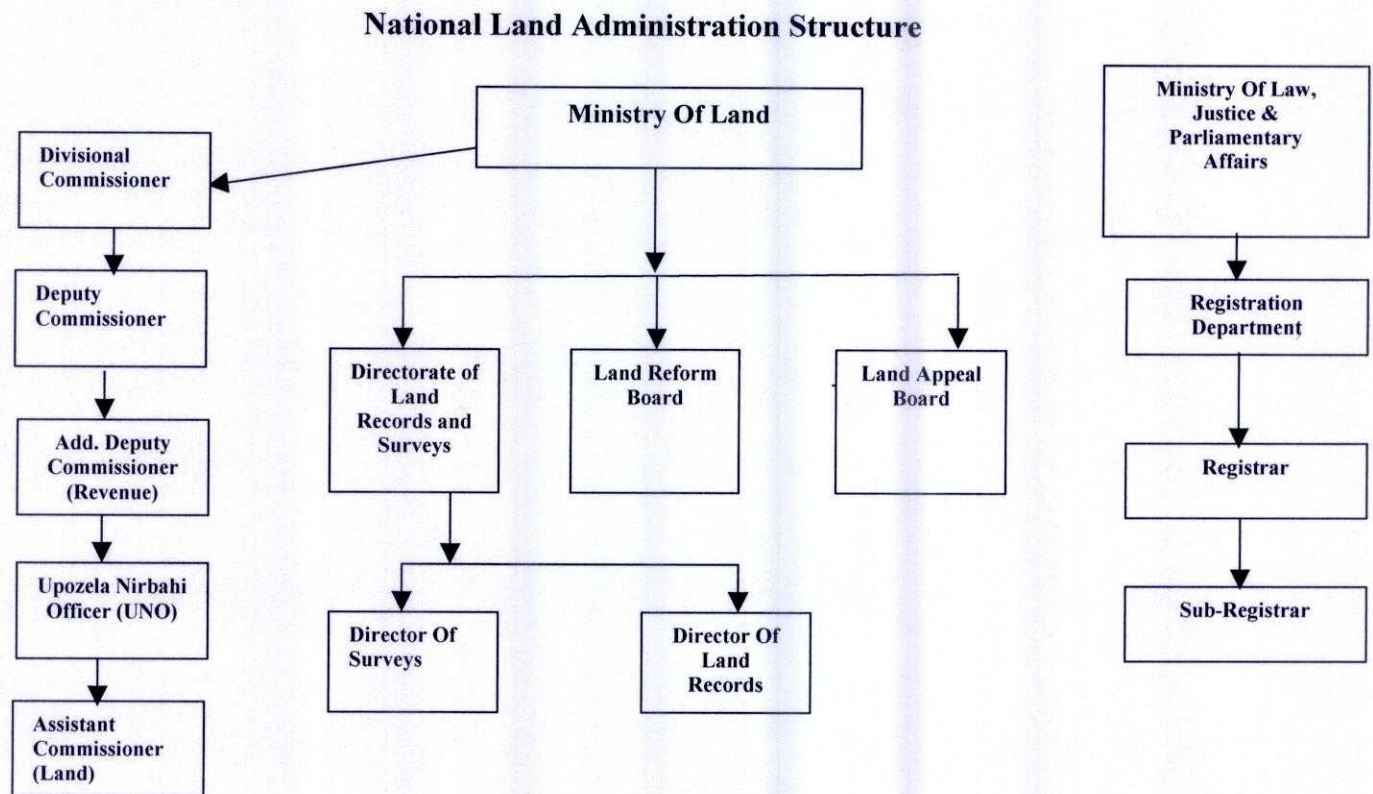 National Land Administration Structure
Ministry Of Land
Divisional
Commissioner
Deputy
Commissioner
Add. Deputy
Commissioner
(Revenue)
Upozela Nirbahi
Officer (UNO)
Assistant
Commissioner
(Land)
Directorate of
Land
Records and
Surveys
Land Reform
Board
Land Appeal
Board
Director Of
Surveys
Director Of
Land
Records
Ministry Of Law,
Justice &
Parliamentary
Affairs
Registration
Department
Registrar
Sub-Registrar